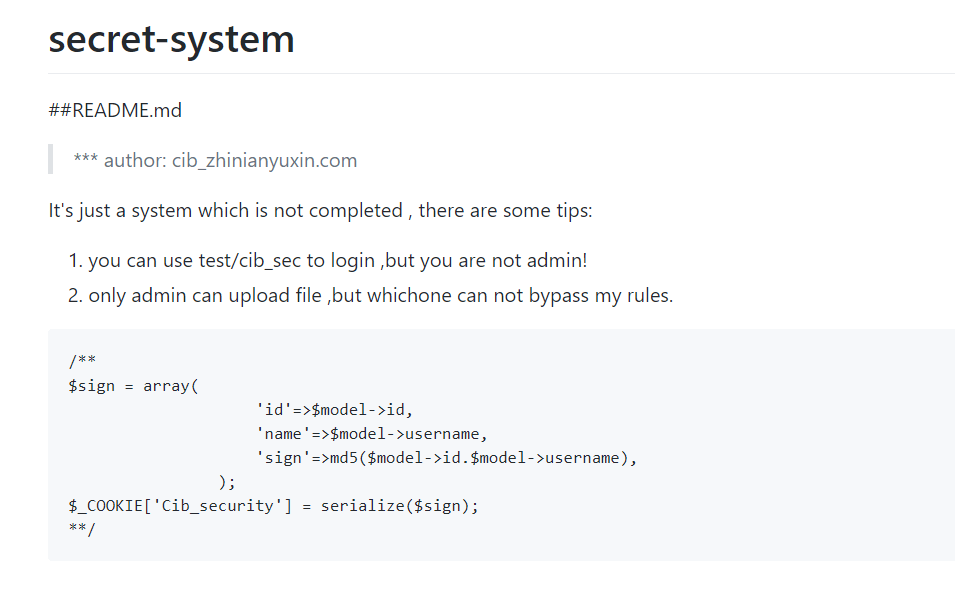 secret-system
##README.md
*** author: cib_zhinianyuxin.com
It's just a system which is not completed , there are some tips:
1. you can use test/cib_sec to login ,but you are not admin!
2. only admin can upload file ,but whichone can not bypass my rules.
/**
$sign = array(
                    'id'=>$model->id,
                    'name'=>$model->username,
                    'sign'=>md5($model->id.$model->username),
                );
$_COOKIE['Cib_security'] = serialize($sign);
**/